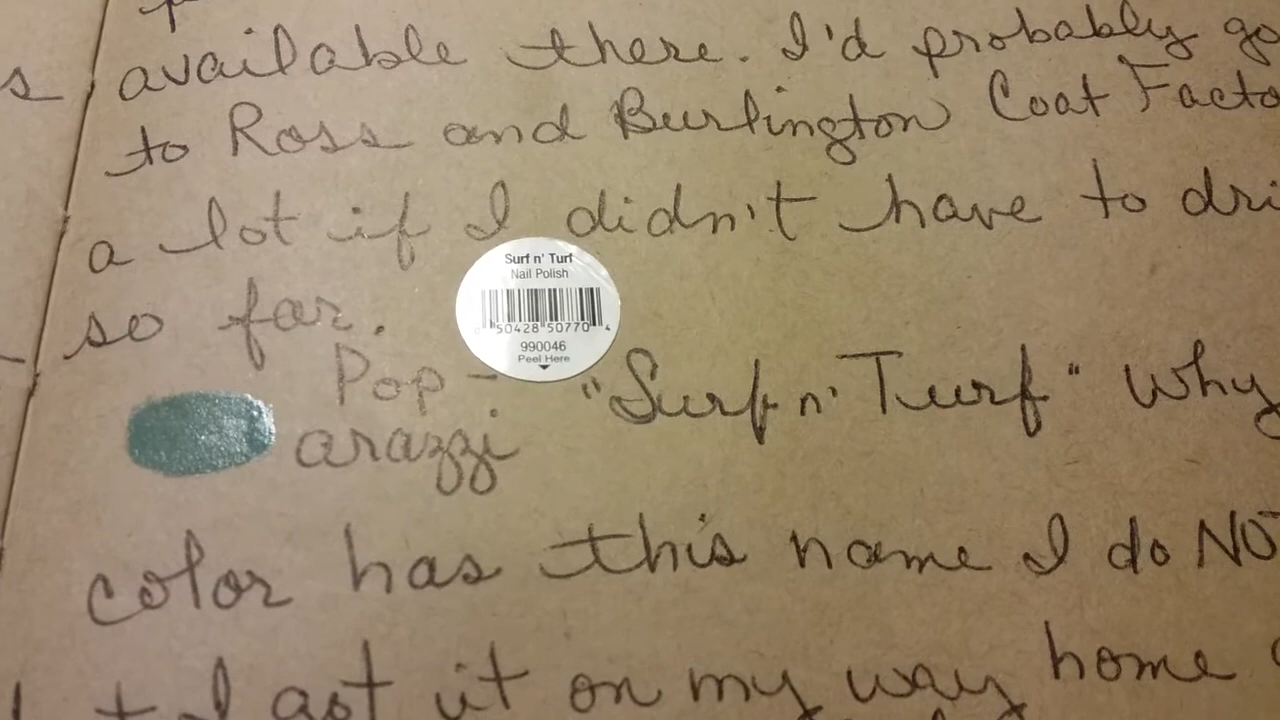 s, available there. I'd probably go
to Ross and Burlington Coat Facto
a lot if I didn't have to dri
so far.
Surf n' Turf
Nail Polish
0 50428 50770 4
990046
Peel Here
Pop-: "Surf n' Turf" Why
arazzi
color has this name I do NOT
I got it on my way home